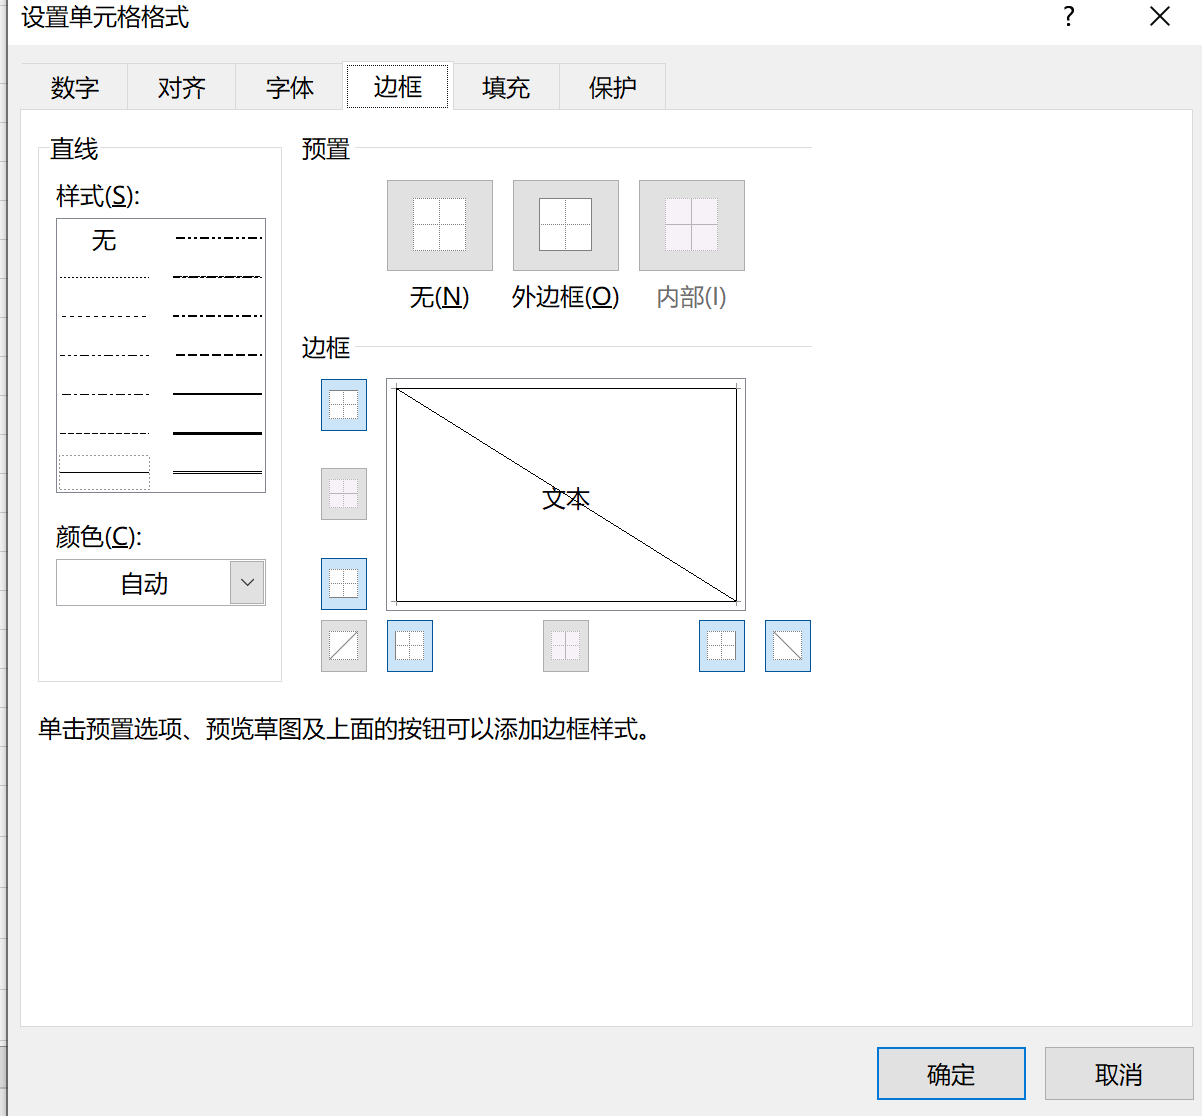 设置单元格格式 ?
数字 对齐 字体 边框 填充 保护
直线
样式(S):
无
颜色(C):
自动
预置
无(N) 外边框(O) 内部(I)
边框
文本
单击预置选项、预览草图及上面的按钮可以添加边框样式。
确定 取消